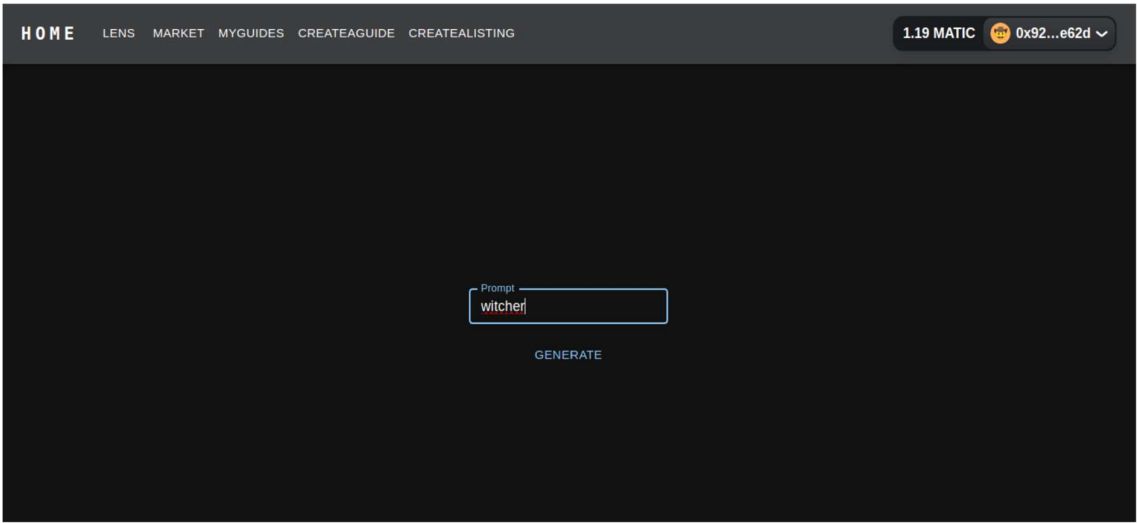 HOME LENS MARKET MYGUIDES CREATEAGUIDE CREATEALISTING 1.19 MATIC 0x92...e62d
Prompt
witcher
GENERATE